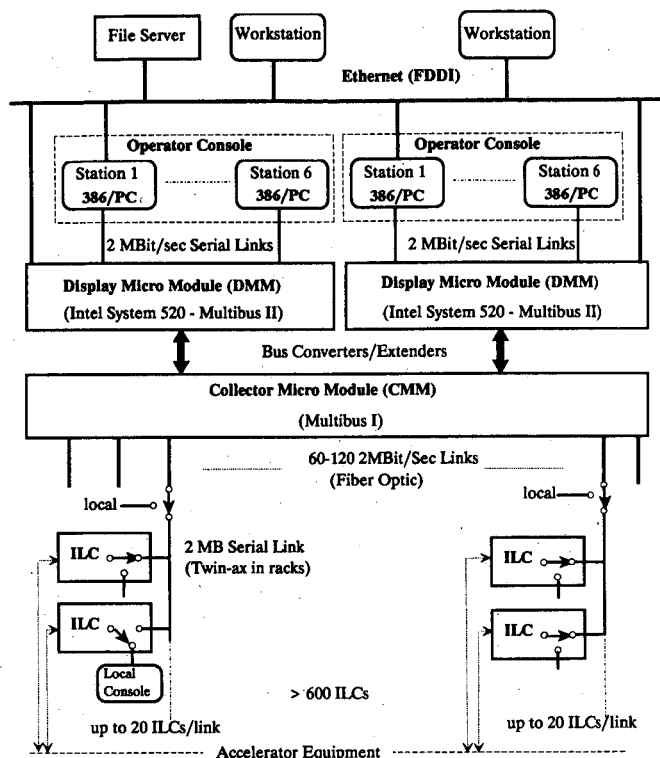 File Server
Workstation
Workstation
Ethernet (FDDI)
Operator Console
Operator Console
Station 1
386/PC
Station 6
386/PC
Station 1
386/PC
Station 6
386/PC
2 MBit/sec Serial Links
2 MBit/sec Serial Links
Display Micro Module (DMM)
(Intel System 520 - Multibus II)
Display Micro Module (DMM)
(Intel System 520 - Multibus II)
Bus Converters/Extenders
Collector Micro Module (CMM)
(Multibus I)
60-120 2MBit/Sec Links
(Fiber Optic)
local
local
ILC
2 MB Serial Link
(Twin-ax in racks)
ILC
ILC
ILC
Local
Console
> 600 ILCs
up to 20 ILCs/link
up to 20 ILCs/link
Accelerator Equipment